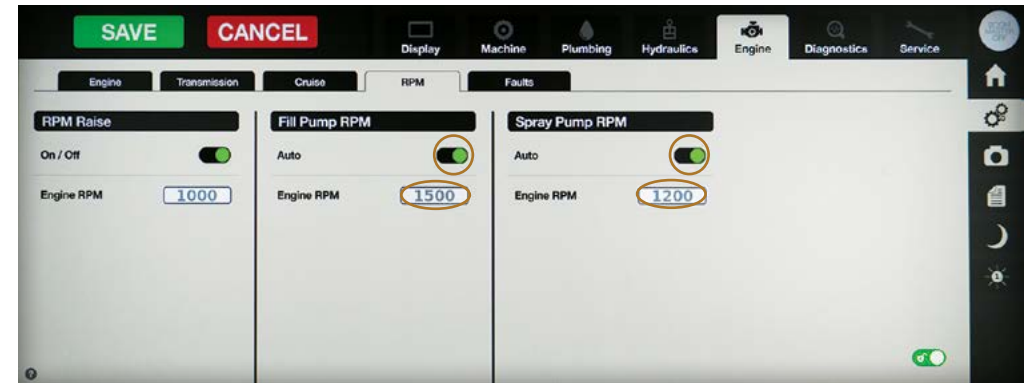 SAVE CANCEL
Display Machine Plumbing Hydraulics Engine Diagnostics Service
Engine Transmission Cruise RPM Faults
RPM Raise Fill Pump RPM Spray Pump RPM
On / Off Auto Auto
Engine RPM 1000 Engine RPM 1500 Engine RPM 1200
1
?